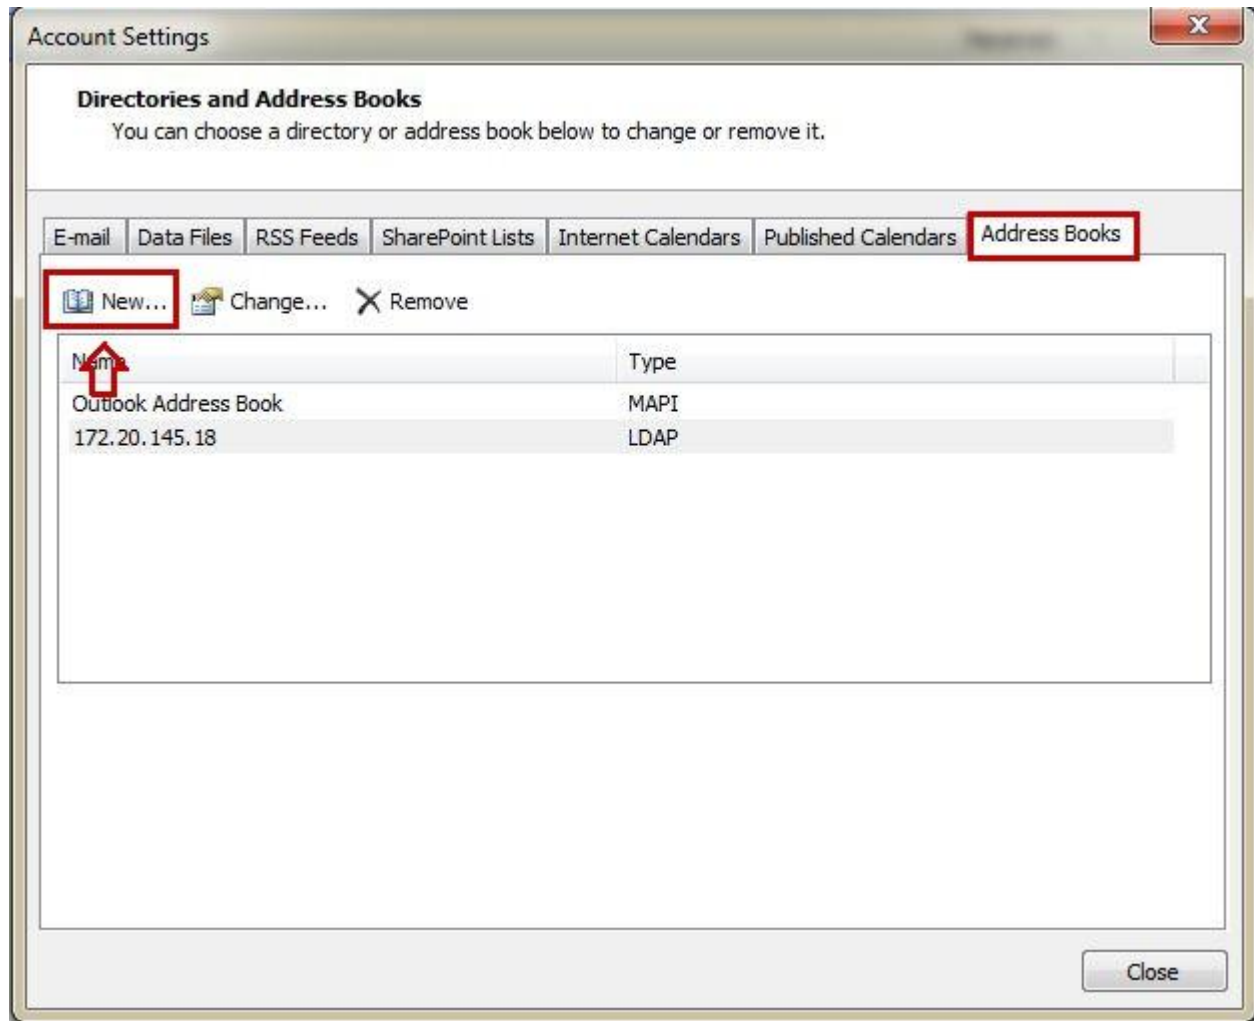 Account Settings
Directories and Address Books
You can choose a directory or address book below to change or remove it.
E-mail Data Files RSS Feeds SharePoint Lists Internet Calendars Published Calendars Address Books
New... Change... Remove
Name Type
Outlook Address Book MAPI
172.20.145.18 LDAP
Close